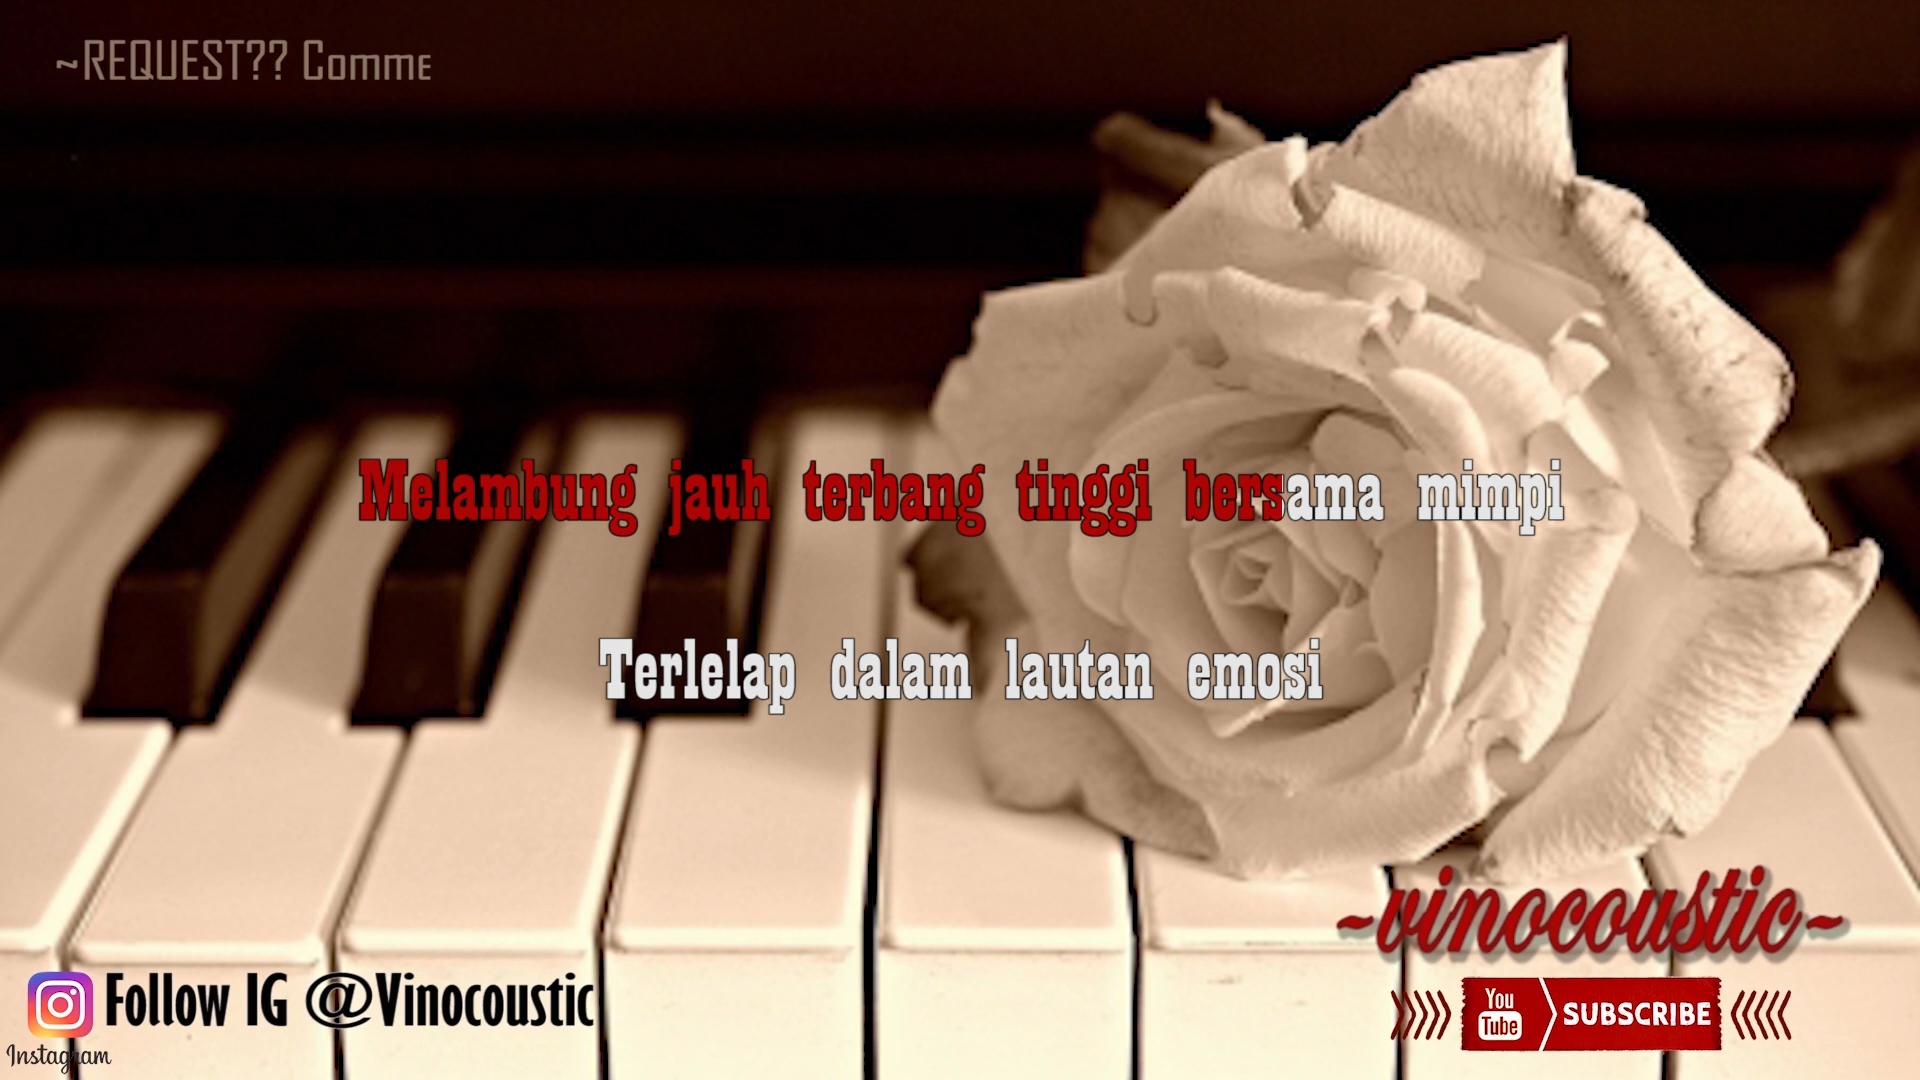 ~REQUEST?? Comme
Melambung jauh terbang tinggi bersama mimpi
Terlelap dalam lautan emosi
~vinocoustic~
Follow IG @Vinocoustic
Instagram
You Tube SUBSCRIBE